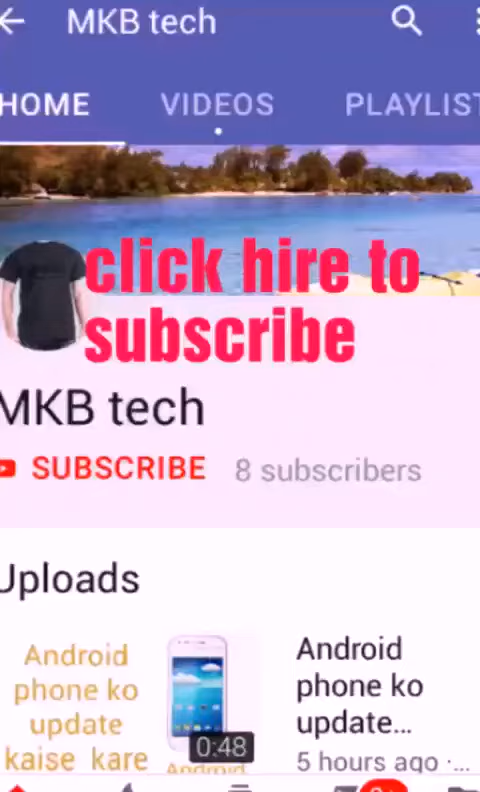 MKB tech
HOME VIDEOS PLAYLIST
click hire to
subscribe
MKB tech
SUBSCRIBE 8 subscribers
Uploads
Android
phone ko
update
kaise kare
0:48
Android
Android
phone ko
update...
5 hours ago ·...